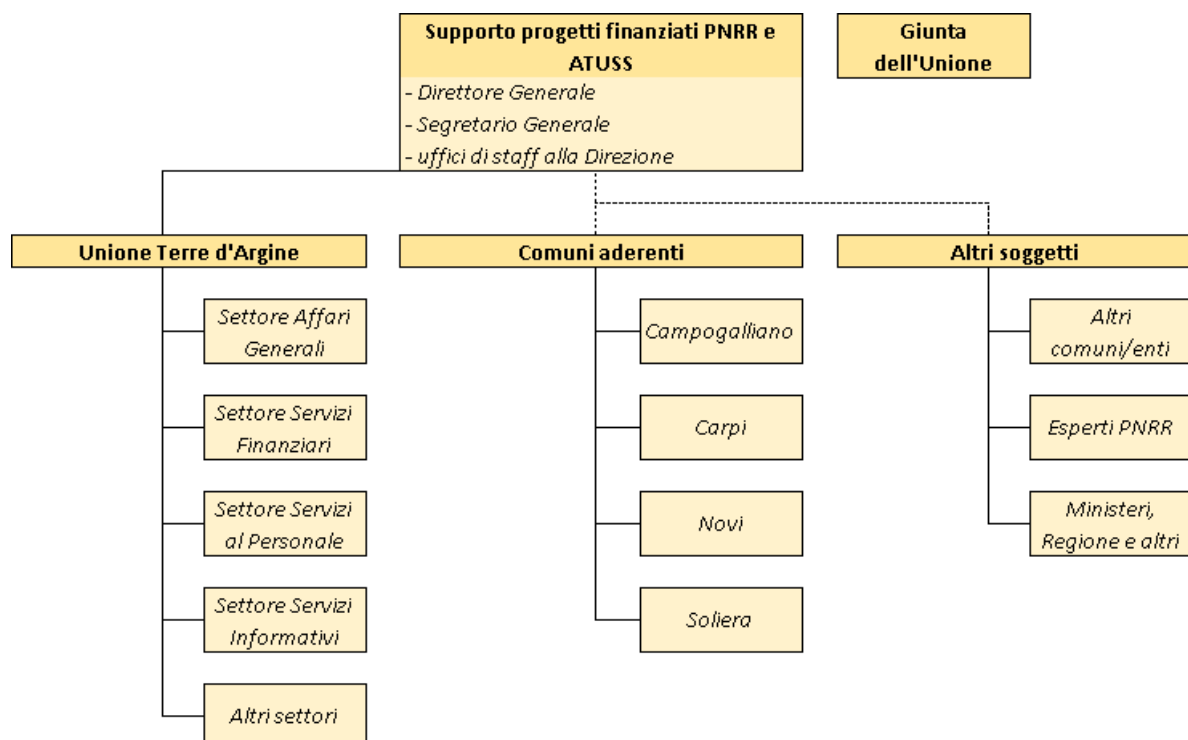 Supporto progetti finanziati PNRR e
ATUSS
- Direttore Generale
- Segretario Generale
- uffici di staff alla Direzione
Giunta
dell'Unione
Unione Terre d'Argine
Settore Affari
Generali
Settore Servizi
Finanziari
Settore Servizi
al Personale
Settore Servizi
Informativi
Altri settori
Comuni aderenti
Campogalliano
Carpi
Novi
Soliera
Altri soggetti
Altri
comuni/enti
Esperti PNRR
Ministeri,
Regione e altri